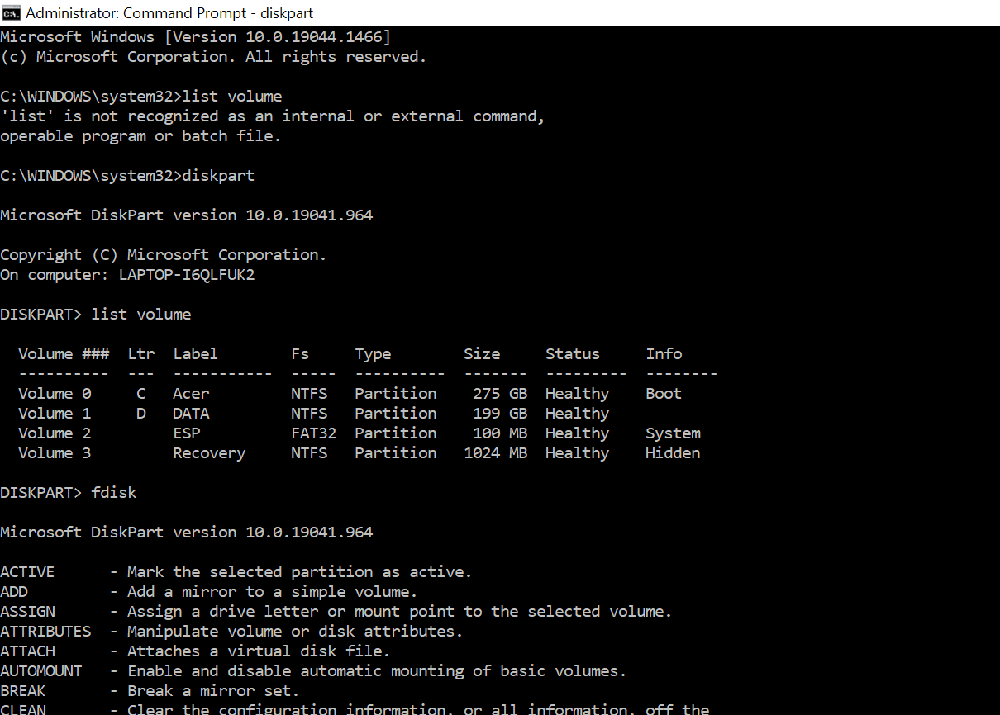 Administrator: Command Prompt - diskpart
Microsoft Windows [Version 10.0.19044.1466]
(c) Microsoft Corporation. All rights reserved.
C:\WINDOWS\system32>list volume
'list' is not recognized as an internal or external command,
operable program or batch file.
C:\WINDOWS\system32>diskpart
Microsoft DiskPart version 10.0.19041.964
Copyright (C) Microsoft Corporation.
On computer: LAPTOP-I6QLFUK2
DISKPART> list volume
  Volume ###  Ltr  Label        Fs     Type        Size     Status     Info
  ----------  ---  -----------  -----  ----------  -------  ---------  --------
  Volume 0     C   Acer         NTFS   Partition    275 GB  Healthy    Boot
  Volume 1     D   DATA         NTFS   Partition    199 GB  Healthy
  Volume 2         ESP          FAT32  Partition    100 MB  Healthy    System
  Volume 3         Recovery     NTFS   Partition   1024 MB  Healthy    Hidden
DISKPART> fdisk
Microsoft DiskPart version 10.0.19041.964
ACTIVE      - Mark the selected partition as active.
ADD         - Add a mirror to a simple volume.
ASSIGN      - Assign a drive letter or mount point to the selected volume.
ATTRIBUTES  - Manipulate volume or disk attributes.
ATTACH      - Attaches a virtual disk file.
AUTOMOUNT   - Enable and disable automatic mounting of basic volumes.
BREAK       - Break a mirror set.
CLEAN       - Clear the configuration information, or all information, off the